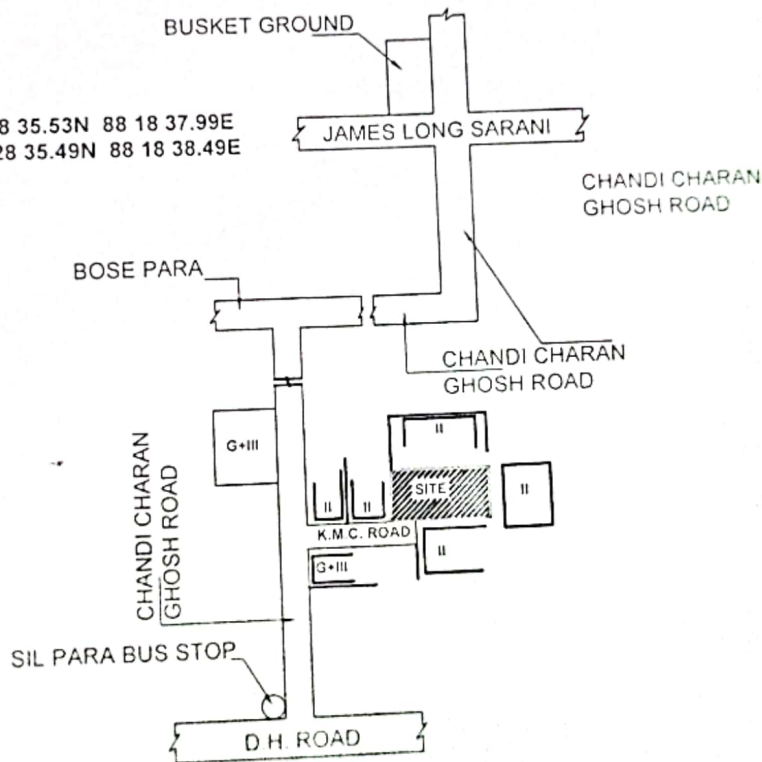 BUSKET GROUND
8 35.53N 88 18 37.99E
28 35.49N 88 18 38.49E
JAMES LONG SARANI
CHANDI CHARAN
GHOSH ROAD
BOSE PARA
CHANDI CHARAN
GHOSH ROAD
G+III
II
CHANDI CHARAN
GHOSH ROAD
II
II
SITE
II
K.M.C. ROAD
II
G+III
SIL PARA BUS STOP
D.H. ROAD